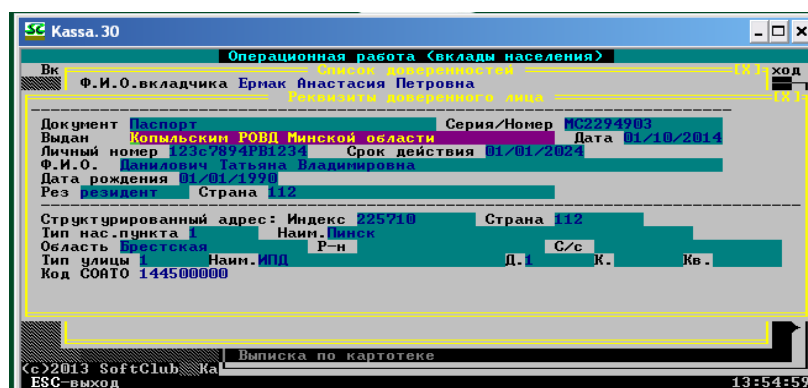 SC Kassa.30
Операционная работа (вклады населения)
Вк Список доверенностей [X] ход
Ф.И.О.вкладчика Ермак Анастасия Петровна
Реквизиты доверенного лица [X]
Документ Паспорт Серия/Номер МС2294903
Выдан Копыльским РОВД Минской области Дата 01/10/2014
Личный номер 123с7894РВ1234 Срок действия 01/01/2024
Ф.И.О. Данилович Татьяна Владимировна
Дата рождения 01/01/1990
Рез резидент Страна 112
Структурированный адрес: Индекс 225710 Страна 112
Тип нас.пункта 1 Наим.Пинск
Область Брестская Р-н С/с
Тип улицы 1 Наим.ИПД Д.1 К. Кв.
Код СОАТО 144500000
Выписка по картотеке
(c)2013 SoftClub Ка
ESC-выход 13:54:59